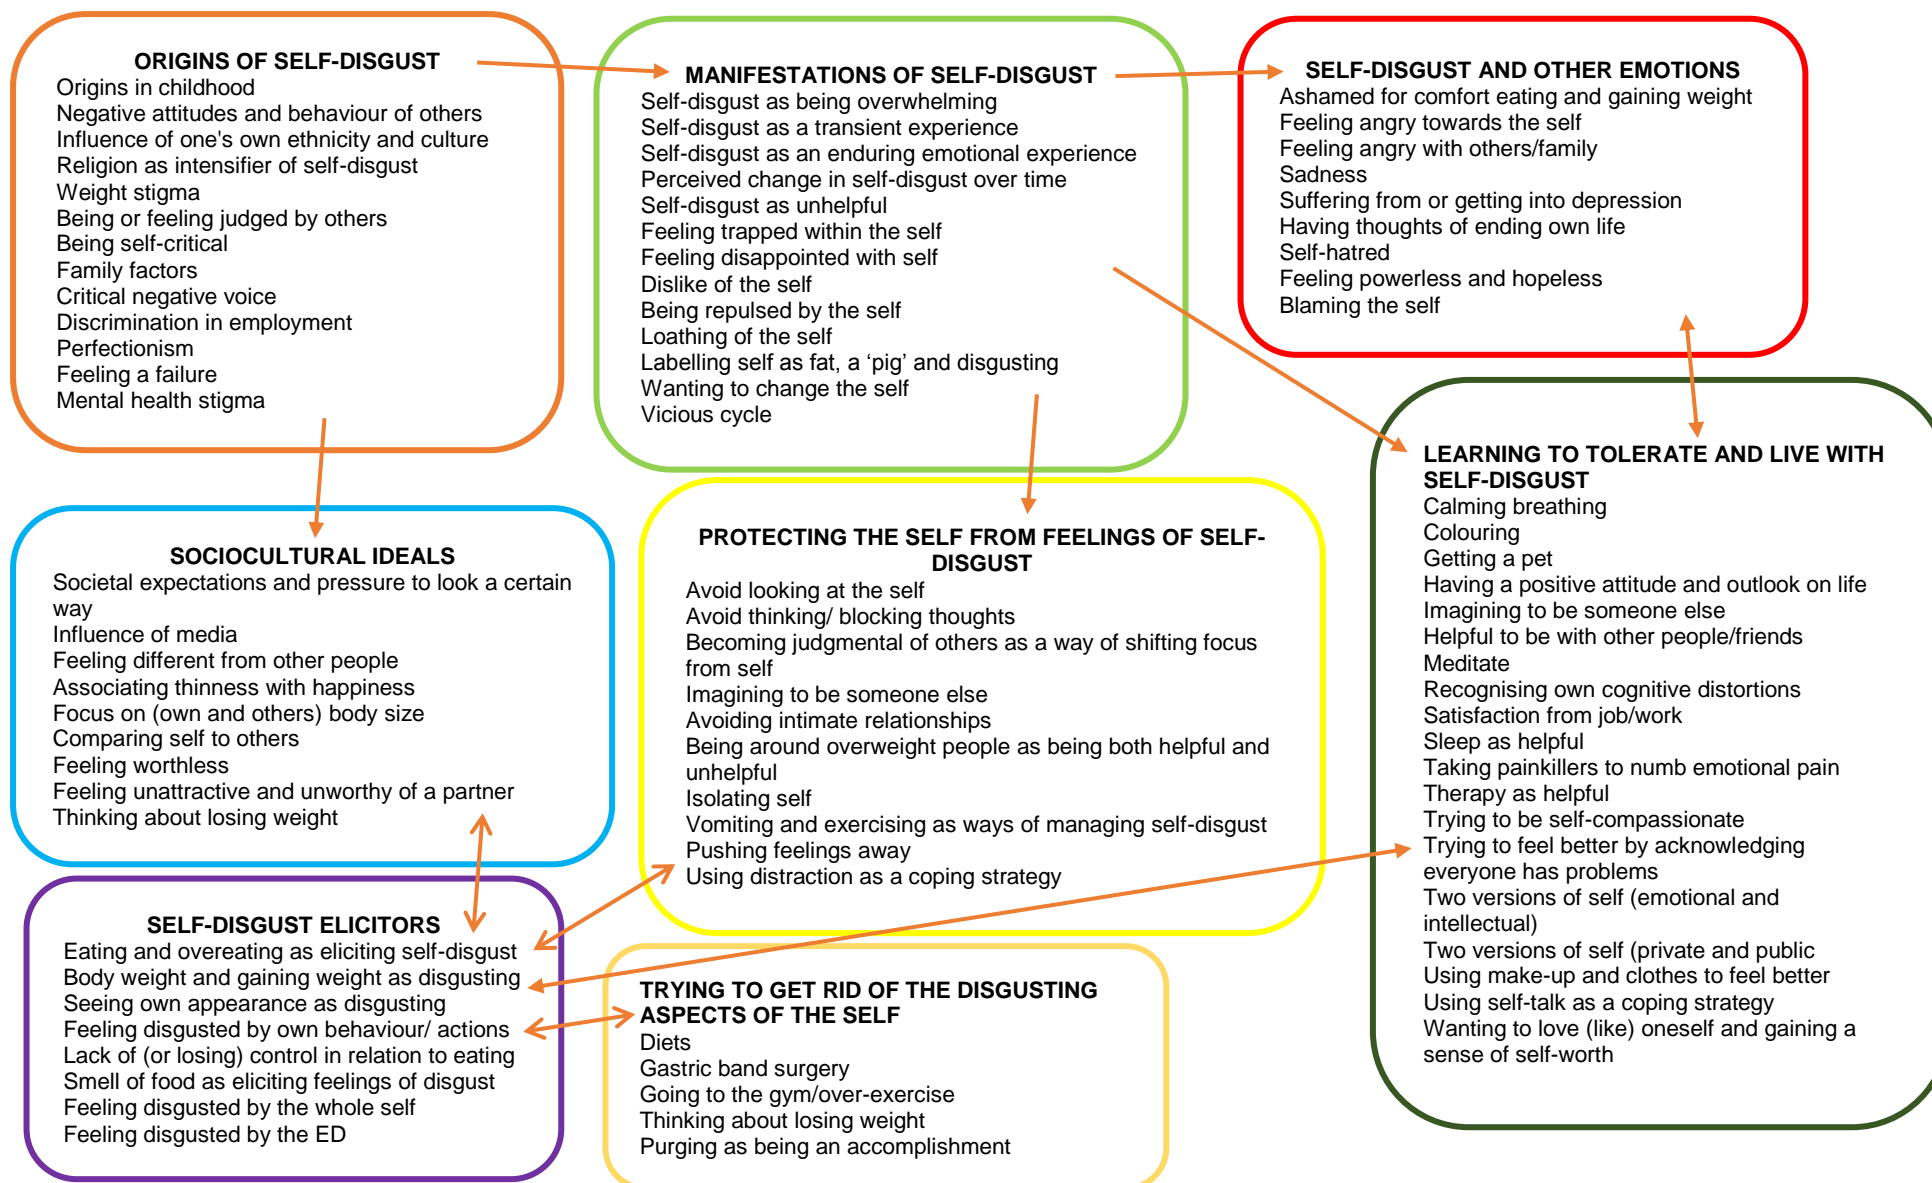 ORIGINS OF SELF-DISGUST
Origins in childhood
Negative attitudes and behaviour of others
Influence of one's own ethnicity and culture
Religion as intensifier of self-disgust
Weight stigma
Being or feeling judged by others
Being self-critical
Family factors
Critical negative voice
Discrimination in employment
Perfectionism
Feeling a failure
Mental health stigma
MANIFESTATIONS OF SELF-DISGUST
Self-disgust as being overwhelming
Self-disgust as a transient experience
Self-disgust as an enduring emotional experience
Perceived change in self-disgust over time
Self-disgust as unhelpful
Feeling trapped within the self
Feeling disappointed with self
Dislike of the self
Being repulsed by the self
Loathing of the self
Labelling self as fat, a ‘pig’ and disgusting
Wanting to change the self
Vicious cycle
SELF-DISGUST AND OTHER EMOTIONS
Ashamed for comfort eating and gaining weight
Feeling angry towards the self
Feeling angry with others/family
Sadness
Suffering from or getting into depression
Having thoughts of ending own life
Self-hatred
Feeling powerless and hopeless
Blaming the self
SOCIOCULTURAL IDEALS
Societal expectations and pressure to look a certain
way
Influence of media
Feeling different from other people
Associating thinness with happiness
Focus on (own and others) body size
Comparing self to others
Feeling worthless
Feeling unattractive and unworthy of a partner
Thinking about losing weight
PROTECTING THE SELF FROM FEELINGS OF SELF-
DISGUST
Avoid looking at the self
Avoid thinking/ blocking thoughts
Becoming judgmental of others as a way of shifting focus
from self
Imagining to be someone else
Avoiding intimate relationships
Being around overweight people as being both helpful and
unhelpful
Isolating self
Vomiting and exercising as ways of managing self-disgust
Pushing feelings away
Using distraction as a coping strategy
LEARNING TO TOLERATE AND LIVE WITH
SELF-DISGUST
Calming breathing
Colouring
Getting a pet
Having a positive attitude and outlook on life
Imagining to be someone else
Helpful to be with other people/friends
Meditate
Recognising own cognitive distortions
Satisfaction from job/work
Sleep as helpful
Taking painkillers to numb emotional pain
Therapy as helpful
Trying to be self-compassionate
Trying to feel better by acknowledging
everyone has problems
Two versions of self (emotional and
intellectual)
Two versions of self (private and public
Using make-up and clothes to feel better
Using self-talk as a coping strategy
Wanting to love (like) oneself and gaining a
sense of self-worth
SELF-DISGUST ELICITORS
Eating and overeating as eliciting self-disgust
Body weight and gaining weight as disgusting
Seeing own appearance as disgusting
Feeling disgusted by own behaviour/ actions
Lack of (or losing) control in relation to eating
Smell of food as eliciting feelings of disgust
Feeling disgusted by the whole self
Feeling disgusted by the ED
TRYING TO GET RID OF THE DISGUSTING
ASPECTS OF THE SELF
Diets
Gastric band surgery
Going to the gym/over-exercise
Thinking about losing weight
Purging as being an accomplishment